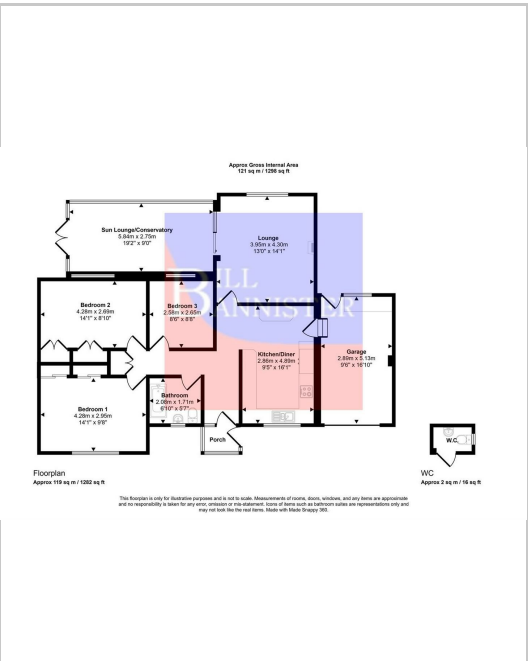 Approx Gross Internal Area
121 sq m / 1298 sq ft
Sun Lounge/Conservatory
5.84m x 2.75m
19'2" x 9'0"
Lounge
3.95m x 4.30m
13'0" x 14'1"
BILL
BANNISTER
Bedroom 2
4.28m x 2.69m
14'1" x 8'10"
Bedroom 3
2.58m x 2.65m
8'6" x 8'8"
Kitchen/Diner
2.86m x 4.89m
9'5" x 16'1"
Garage
2.89m x 5.13m
9'6" x 16'10"
Bedroom 1
4.28m x 2.95m
14'1" x 9'8"
Bathroom
2.08m x 1.71m
6'10" x 5'7"
Porch
W.C.
Floorplan
Approx 119 sq m / 1282 sq ft
WC
Approx 2 sq m / 16 sq ft
This floorplan is only for illustrative purposes and is not to scale. Measurements of rooms, doors, windows, and any items are approximate
and no responsibility is taken for any error, omission or mis-statement. Icons of items such as bathroom suites are representations only and
may not look like the real items. Made with Made Snappy 360.